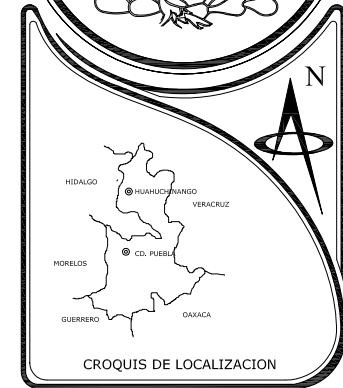 N
HIDALGO
HUAHUCHINANGO
VERACRUZ
CD. PUEBLA
MORELOS
OAXACA
GUERRERO
CROQUIS DE LOCALIZACION